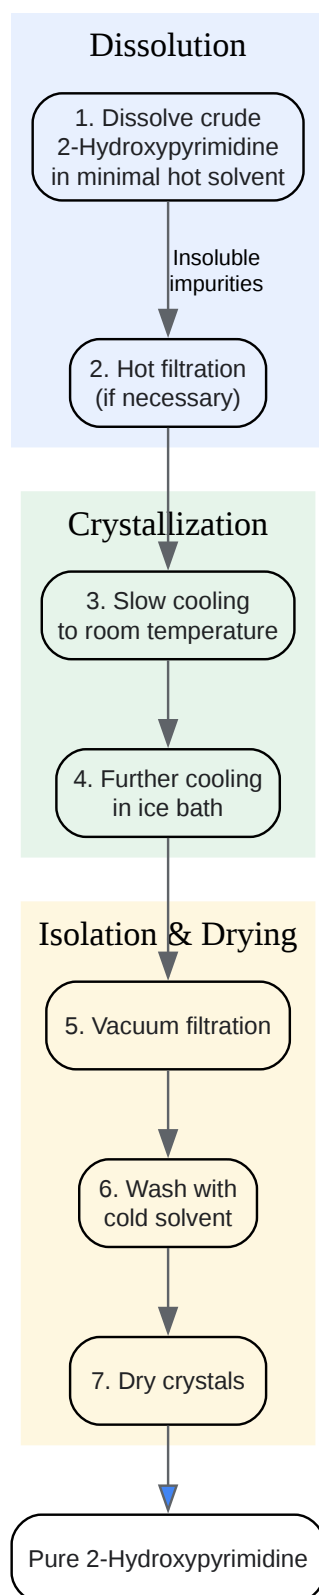 Dissolution
1. Dissolve crude
2-Hydroxypyrimidine
in minimal hot solvent
Insoluble
impurities
2. Hot filtration
(if necessary)
Crystallization
3. Slow cooling
to room temperature
4. Further cooling
in ice bath
Isolation & Drying
5. Vacuum filtration
6. Wash with
cold solvent
7. Dry crystals
Pure 2-Hydroxypyrimidine